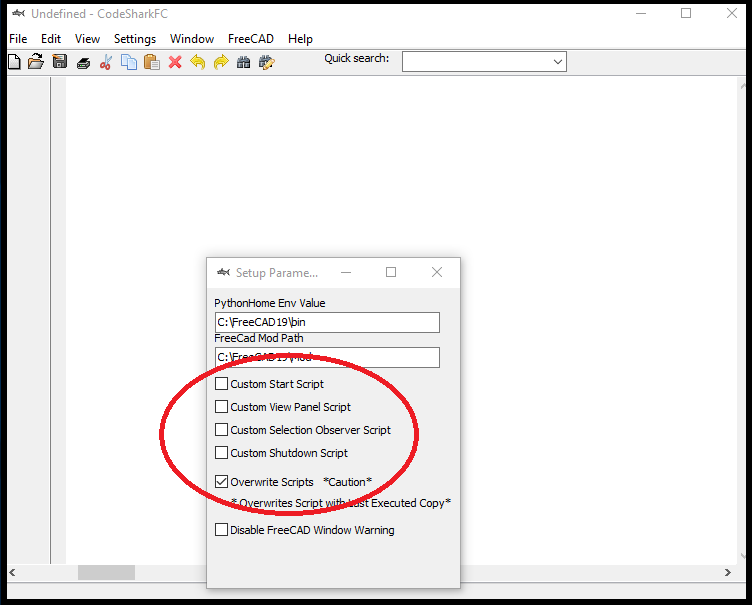 Undefined - CodeSharkFC
File Edit View Settings Window FreeCAD Help
Quick search:
Setup Parame...
PythonHome Env Value
C:\FreeCAD19\bin
FreeCad Mod Path
C:\FreeCAD19\Mod
Custom Start Script
Custom View Panel Script
Custom Selection Observer Script
Custom Shutdown Script
Overwrite Scripts *Caution*
* Overwrites Script with Last Executed Copy*
Disable FreeCAD Window Warning